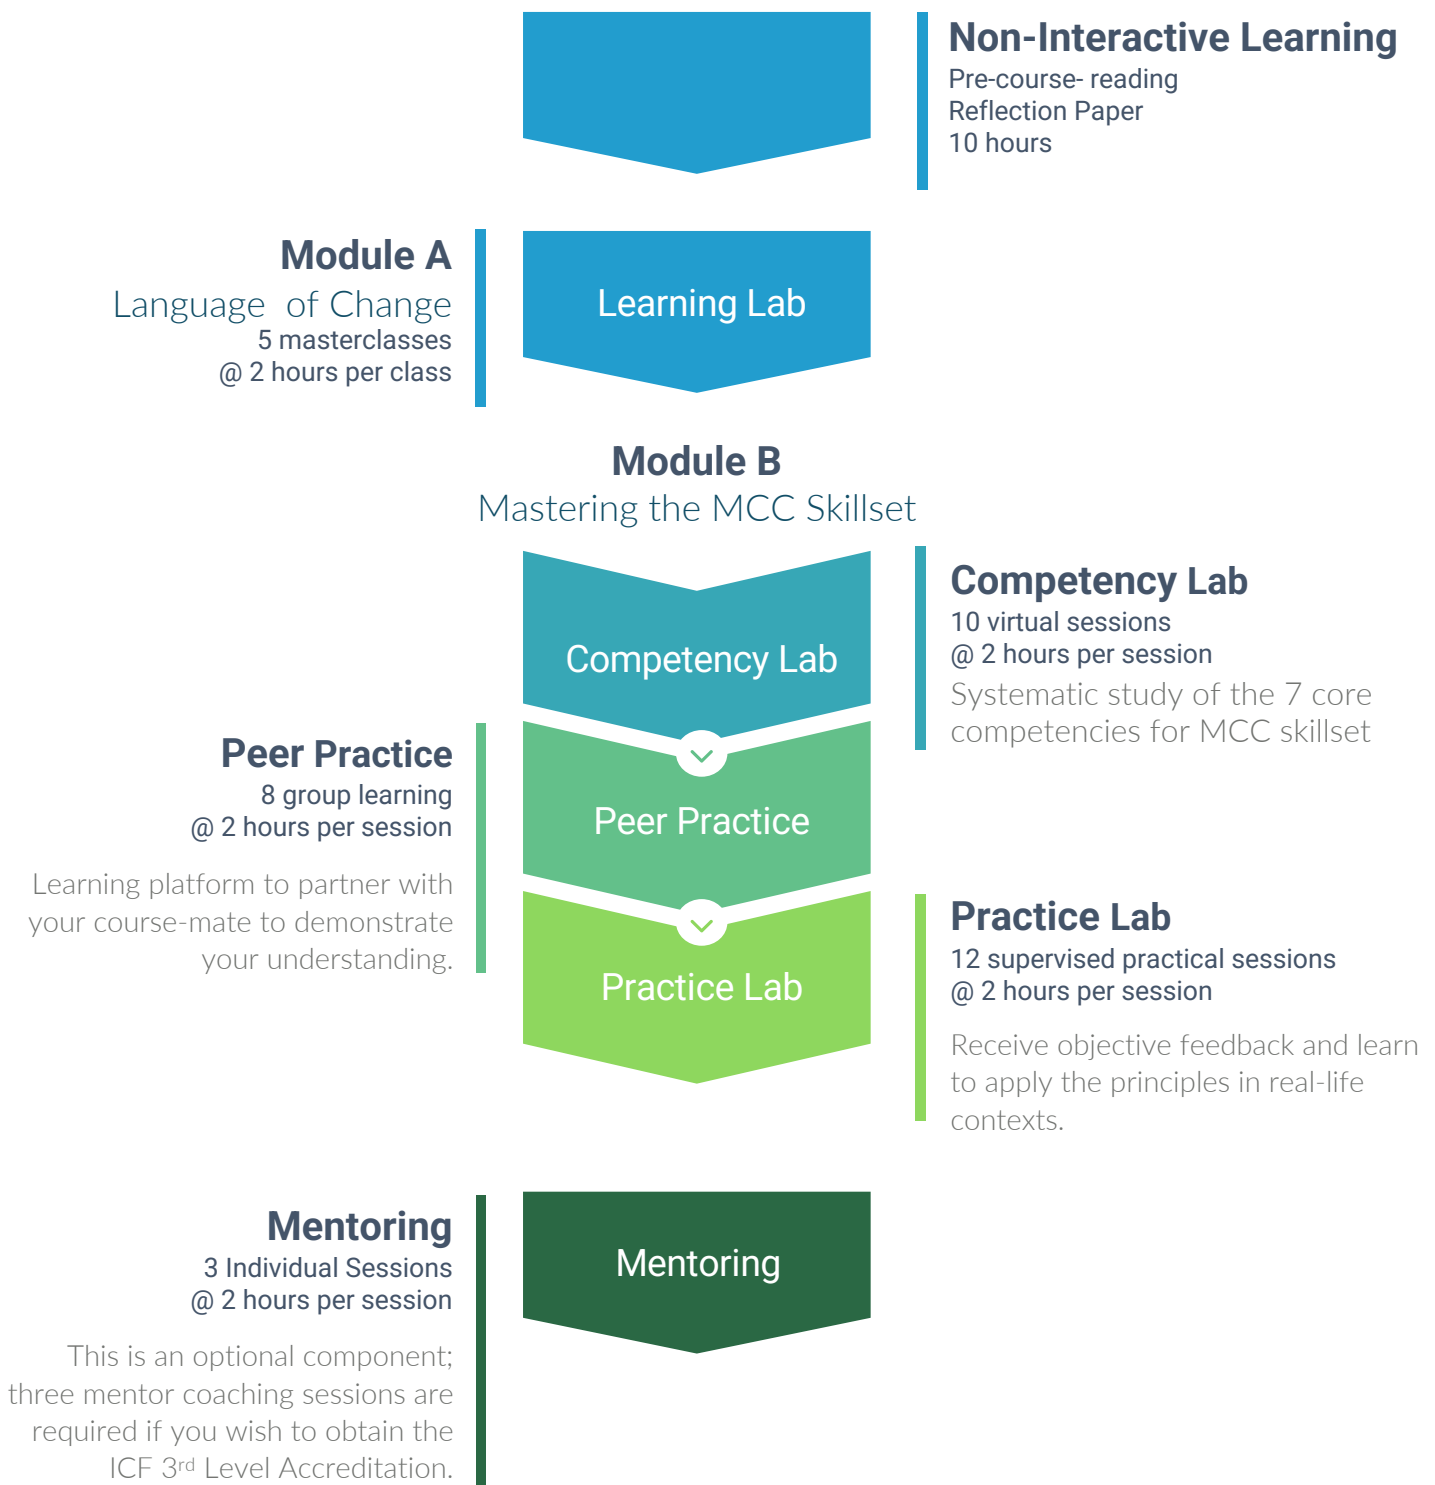 Non-Interactive Learning
Pre-course- reading
Reflection Paper
10 hours
Module A
Language of Change
5 masterclasses
@ 2 hours per class
Learning Lab
Module B
Mastering the MCC Skillset
Competency Lab
Competency Lab
10 virtual sessions
@ 2 hours per session
Systematic study of the 7 core
competencies for MCC skillset
Peer Practice
8 group learning
@ 2 hours per session
Learning platform to partner with
your course-mate to demonstrate
your understanding.
Peer Practice
Practice Lab
Practice Lab
12 supervised practical sessions
@ 2 hours per session
Receive objective feedback and learn
to apply the principles in real-life
contexts.
Mentoring
3 Individual Sessions
@ 2 hours per session
This is an optional component;
three mentor coaching sessions are
required if you wish to obtain the
ICF 3rd Level Accreditation.
Mentoring